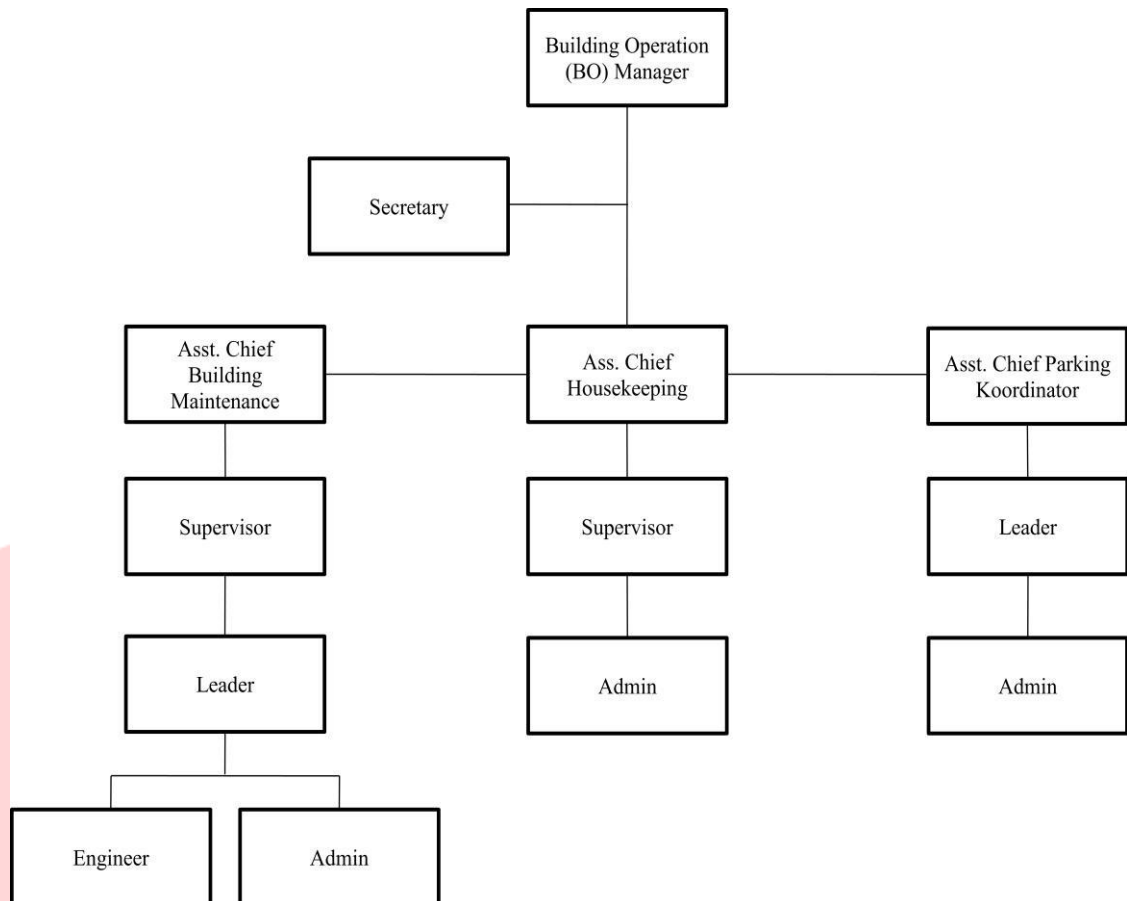 Building Operation
(BO) Manager
Secretary
Asst. Chief
Building
Maintenance
Ass. Chief
Housekeeping
Asst. Chief Parking
Koordinator
Supervisor
Supervisor
Leader
Leader
Admin
Admin
Engineer
Admin